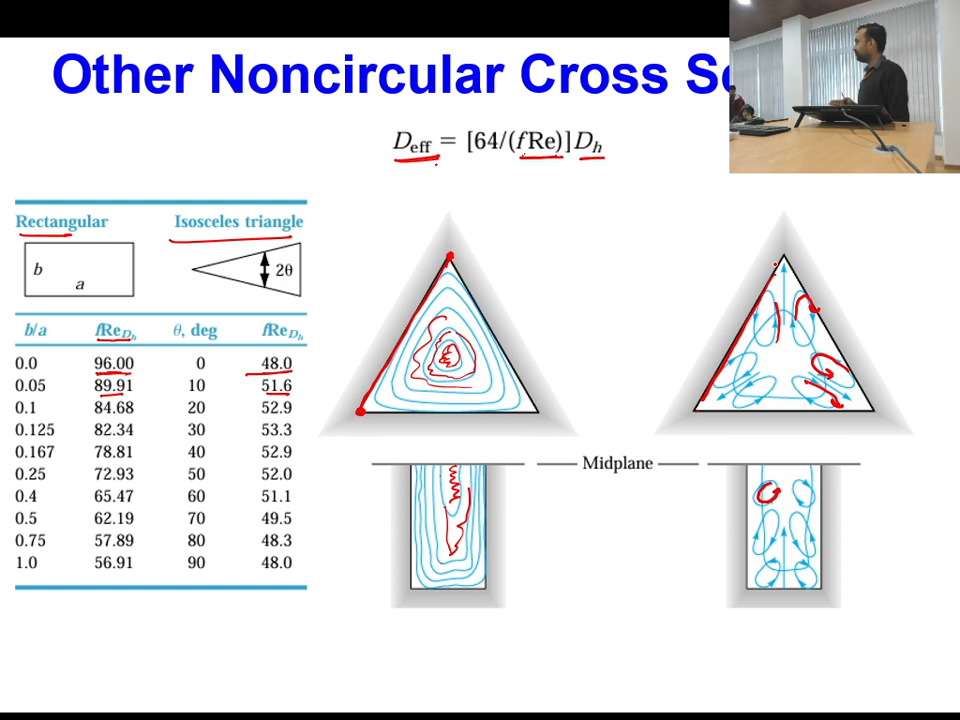 Other Noncircular Cross
D_eff = [64/(fRe)]D_h
Rectangular Isosceles triangle
b
a
2θ
b/a fRe_Dh θ, deg fRe_Dh
0.0 96.00 0 48.0
0.05 89.91 10 51.6
0.1 84.68 20 52.9
0.125 82.34 30 53.3
0.167 78.81 40 52.9
0.25 72.93 50 52.0
0.4 65.47 60 51.1
0.5 62.19 70 49.5
0.75 57.89 80 48.3
1.0 56.91 90 48.0
Midplane